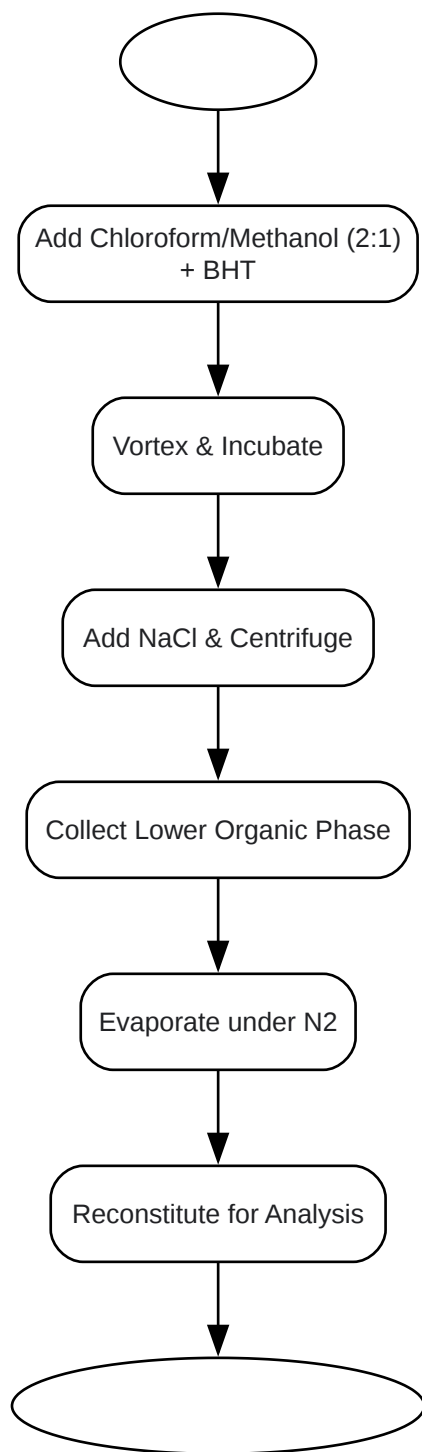 Add Chloroform/Methanol (2:1)
+ BHT
Vortex & Incubate
Add NaCl & Centrifuge
Collect Lower Organic Phase
Evaporate under N2
Reconstitute for Analysis